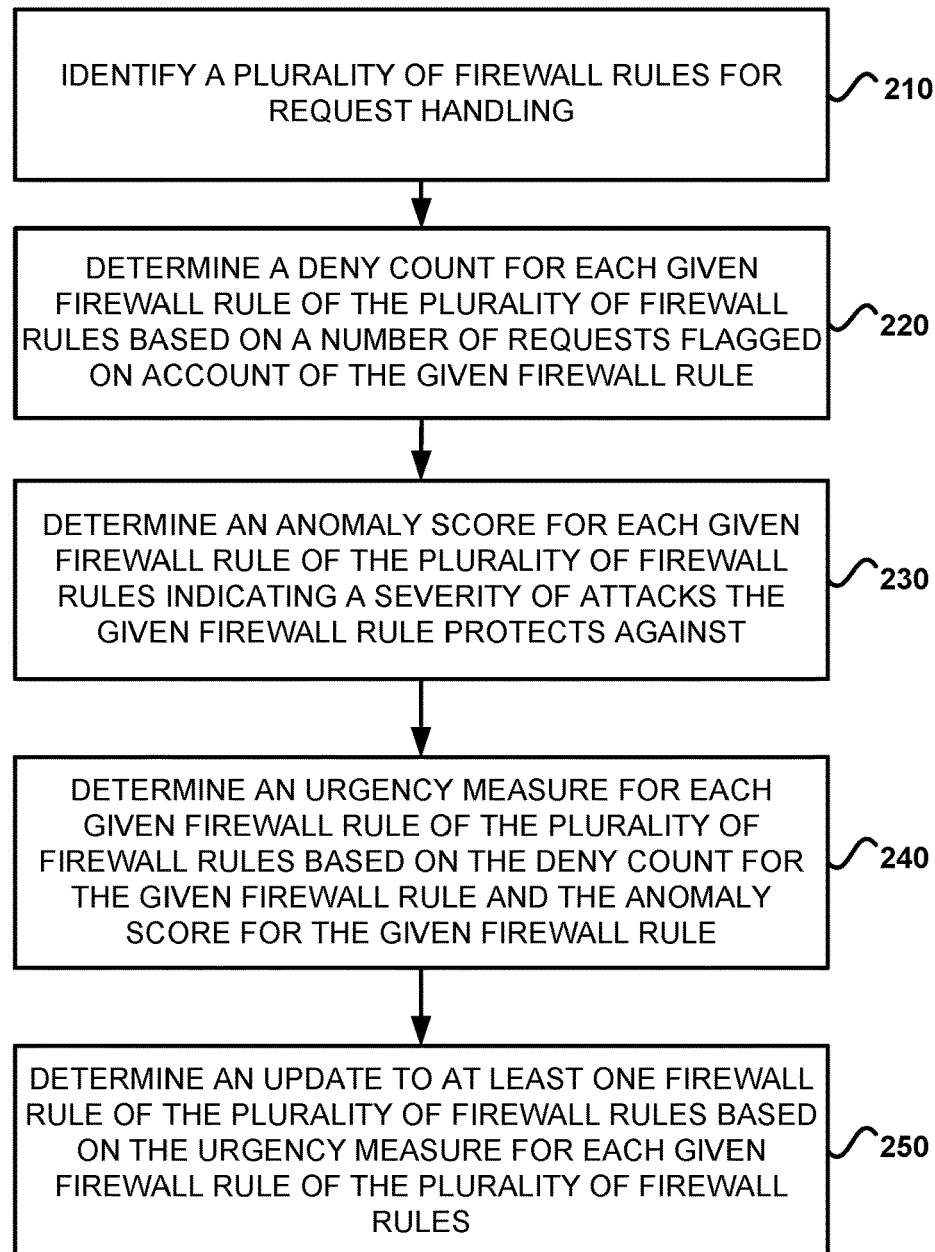 IDENTIFY A PLURALITY OF FIREWALL RULES FOR
REQUEST HANDLING
210
DETERMINE A DENY COUNT FOR EACH GIVEN
FIREWALL RULE OF THE PLURALITY OF FIREWALL
RULES BASED ON A NUMBER OF REQUESTS FLAGGED
ON ACCOUNT OF THE GIVEN FIREWALL RULE
220
DETERMINE AN ANOMALY SCORE FOR EACH GIVEN
FIREWALL RULE OF THE PLURALITY OF FIREWALL
RULES INDICATING A SEVERITY OF ATTACKS THE
GIVEN FIREWALL RULE PROTECTS AGAINST
230
DETERMINE AN URGENCY MEASURE FOR EACH
GIVEN FIREWALL RULE OF THE PLURALITY OF
FIREWALL RULES BASED ON THE DENY COUNT FOR
THE GIVEN FIREWALL RULE AND THE ANOMALY
SCORE FOR THE GIVEN FIREWALL RULE
240
DETERMINE AN UPDATE TO AT LEAST ONE FIREWALL
RULE OF THE PLURALITY OF FIREWALL RULES BASED
ON THE URGENCY MEASURE FOR EACH GIVEN
FIREWALL RULE OF THE PLURALITY OF FIREWALL
RULES
250